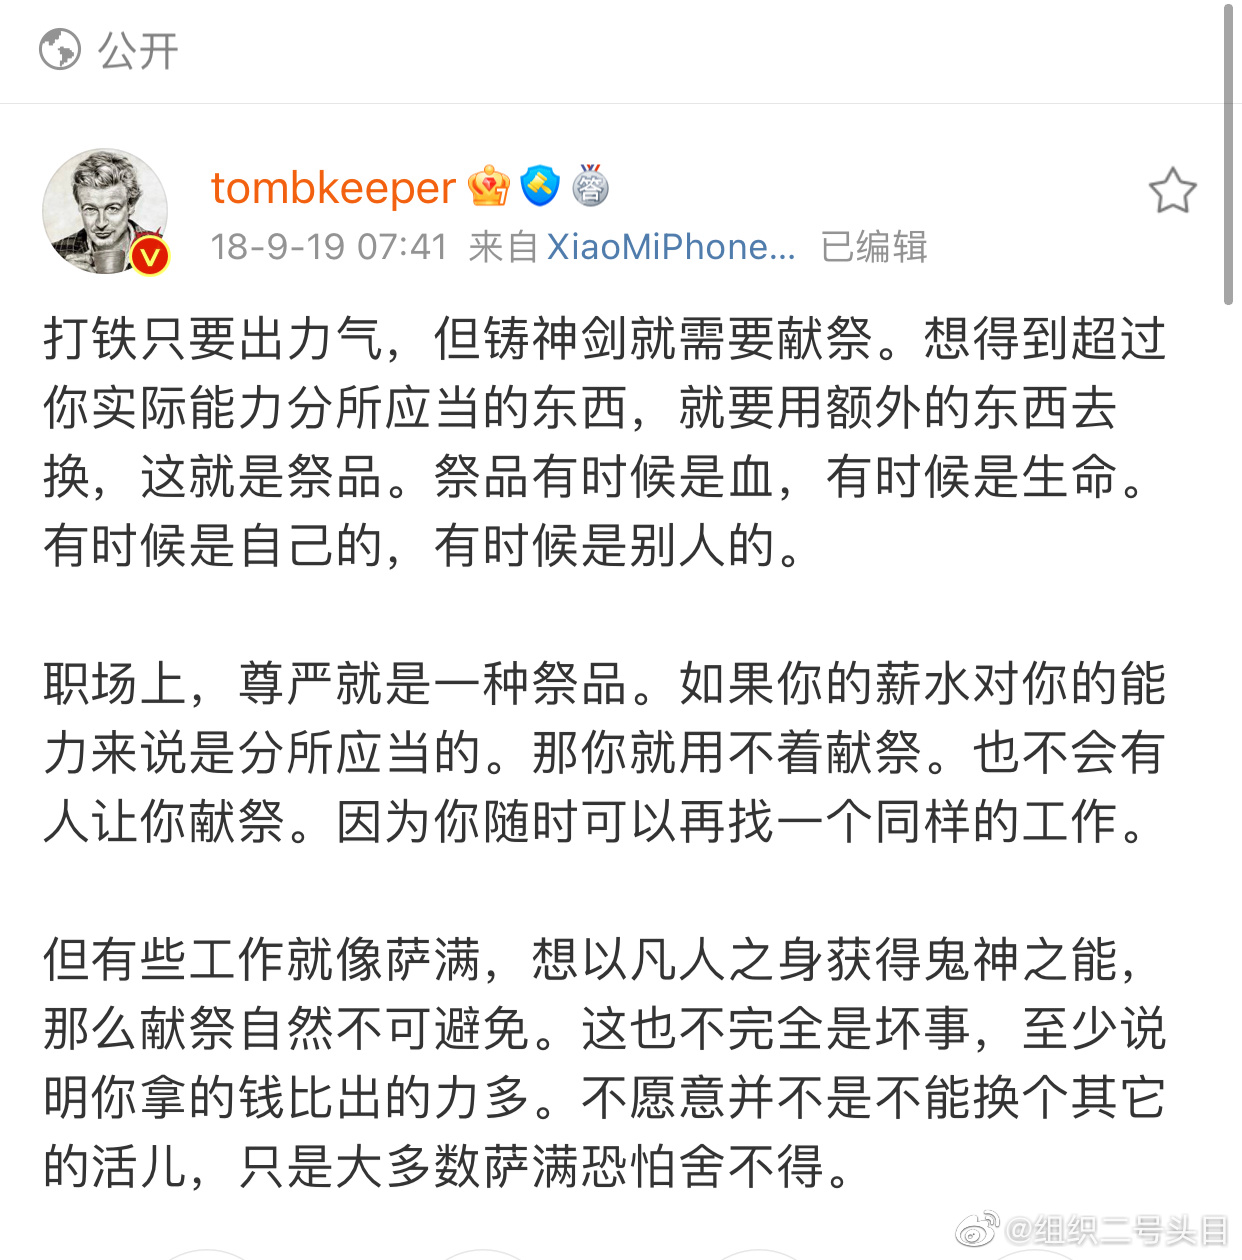 公开
tombkeeper 答
18-9-19 07:41 来自XiaoMiPhone... 已编辑
打铁只要出力气，但铸神剑就需要献祭。想得到超过
你实际能力分所应当的东西，就要用额外的东西去
换，这就是祭品。祭品有时候是血，有时候是生命。
有时候是自己的，有时候是别人的。
职场上，尊严就是一种祭品。如果你的薪水对你的能
力来说是分所应当的。那你就用不着献祭。也不会有
人让你献祭。因为你随时可以再找一个同样的工作。
但有些工作就像萨满，想以凡人之身获得鬼神之能，
那么献祭自然不可避免。这也不完全是坏事，至少说
明你拿的钱比出的力多。不愿意并不是不能换个其它
的活儿，只是大多数萨满恐怕舍不得。
@组织二号头目